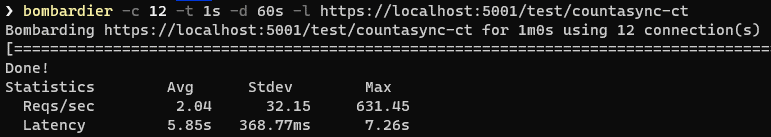 ❯ bombardier -c 12 -t 1s -d 60s -l https://localhost:5001/test/countasync-ct
Bombarding https://localhost:5001/test/countasync-ct for 1m0s using 12 connection(s)
[==========================================================================================
Done!
Statistics        Avg      Stdev        Max
  Reqs/sec         2.04      32.15     631.45
  Latency         5.85s   368.77ms      7.26s